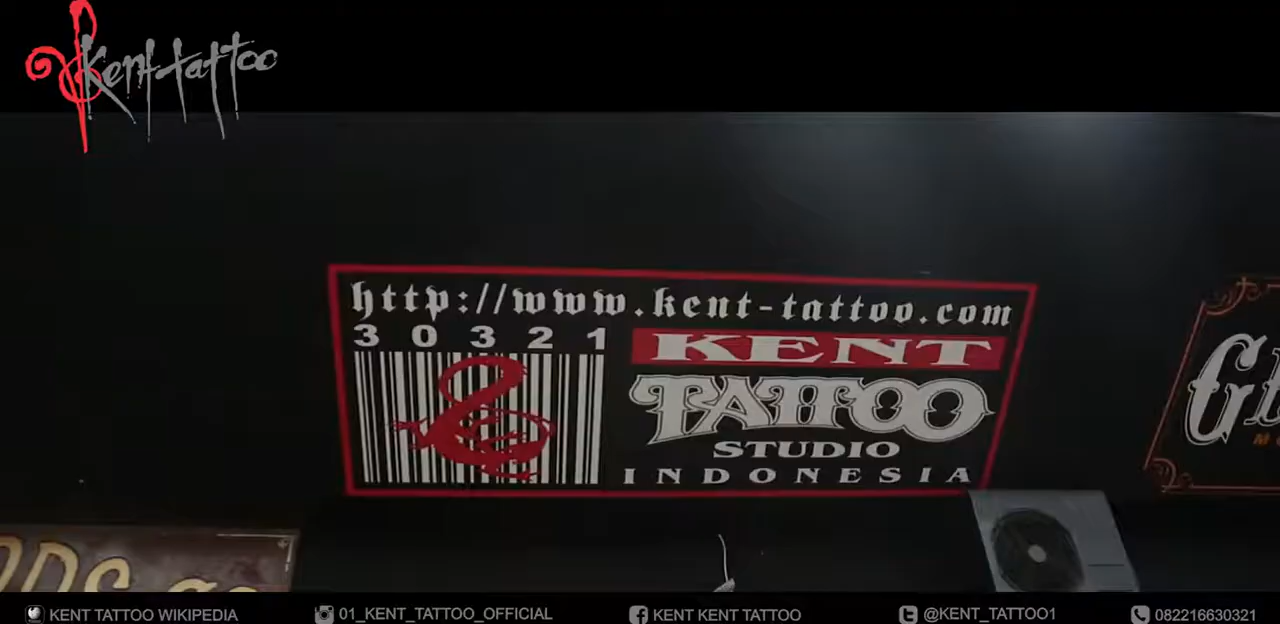 Kent tattoo
http://www.kent-tattoo.com
30321
KENT
TATTOO
STUDIO
INDONESIA
KENT TATTOO WIKIPEDIA
01_KENT_TATTOO_OFFICIAL
KENT KENT TATTOO
@KENT_TATTOO1
082216630321